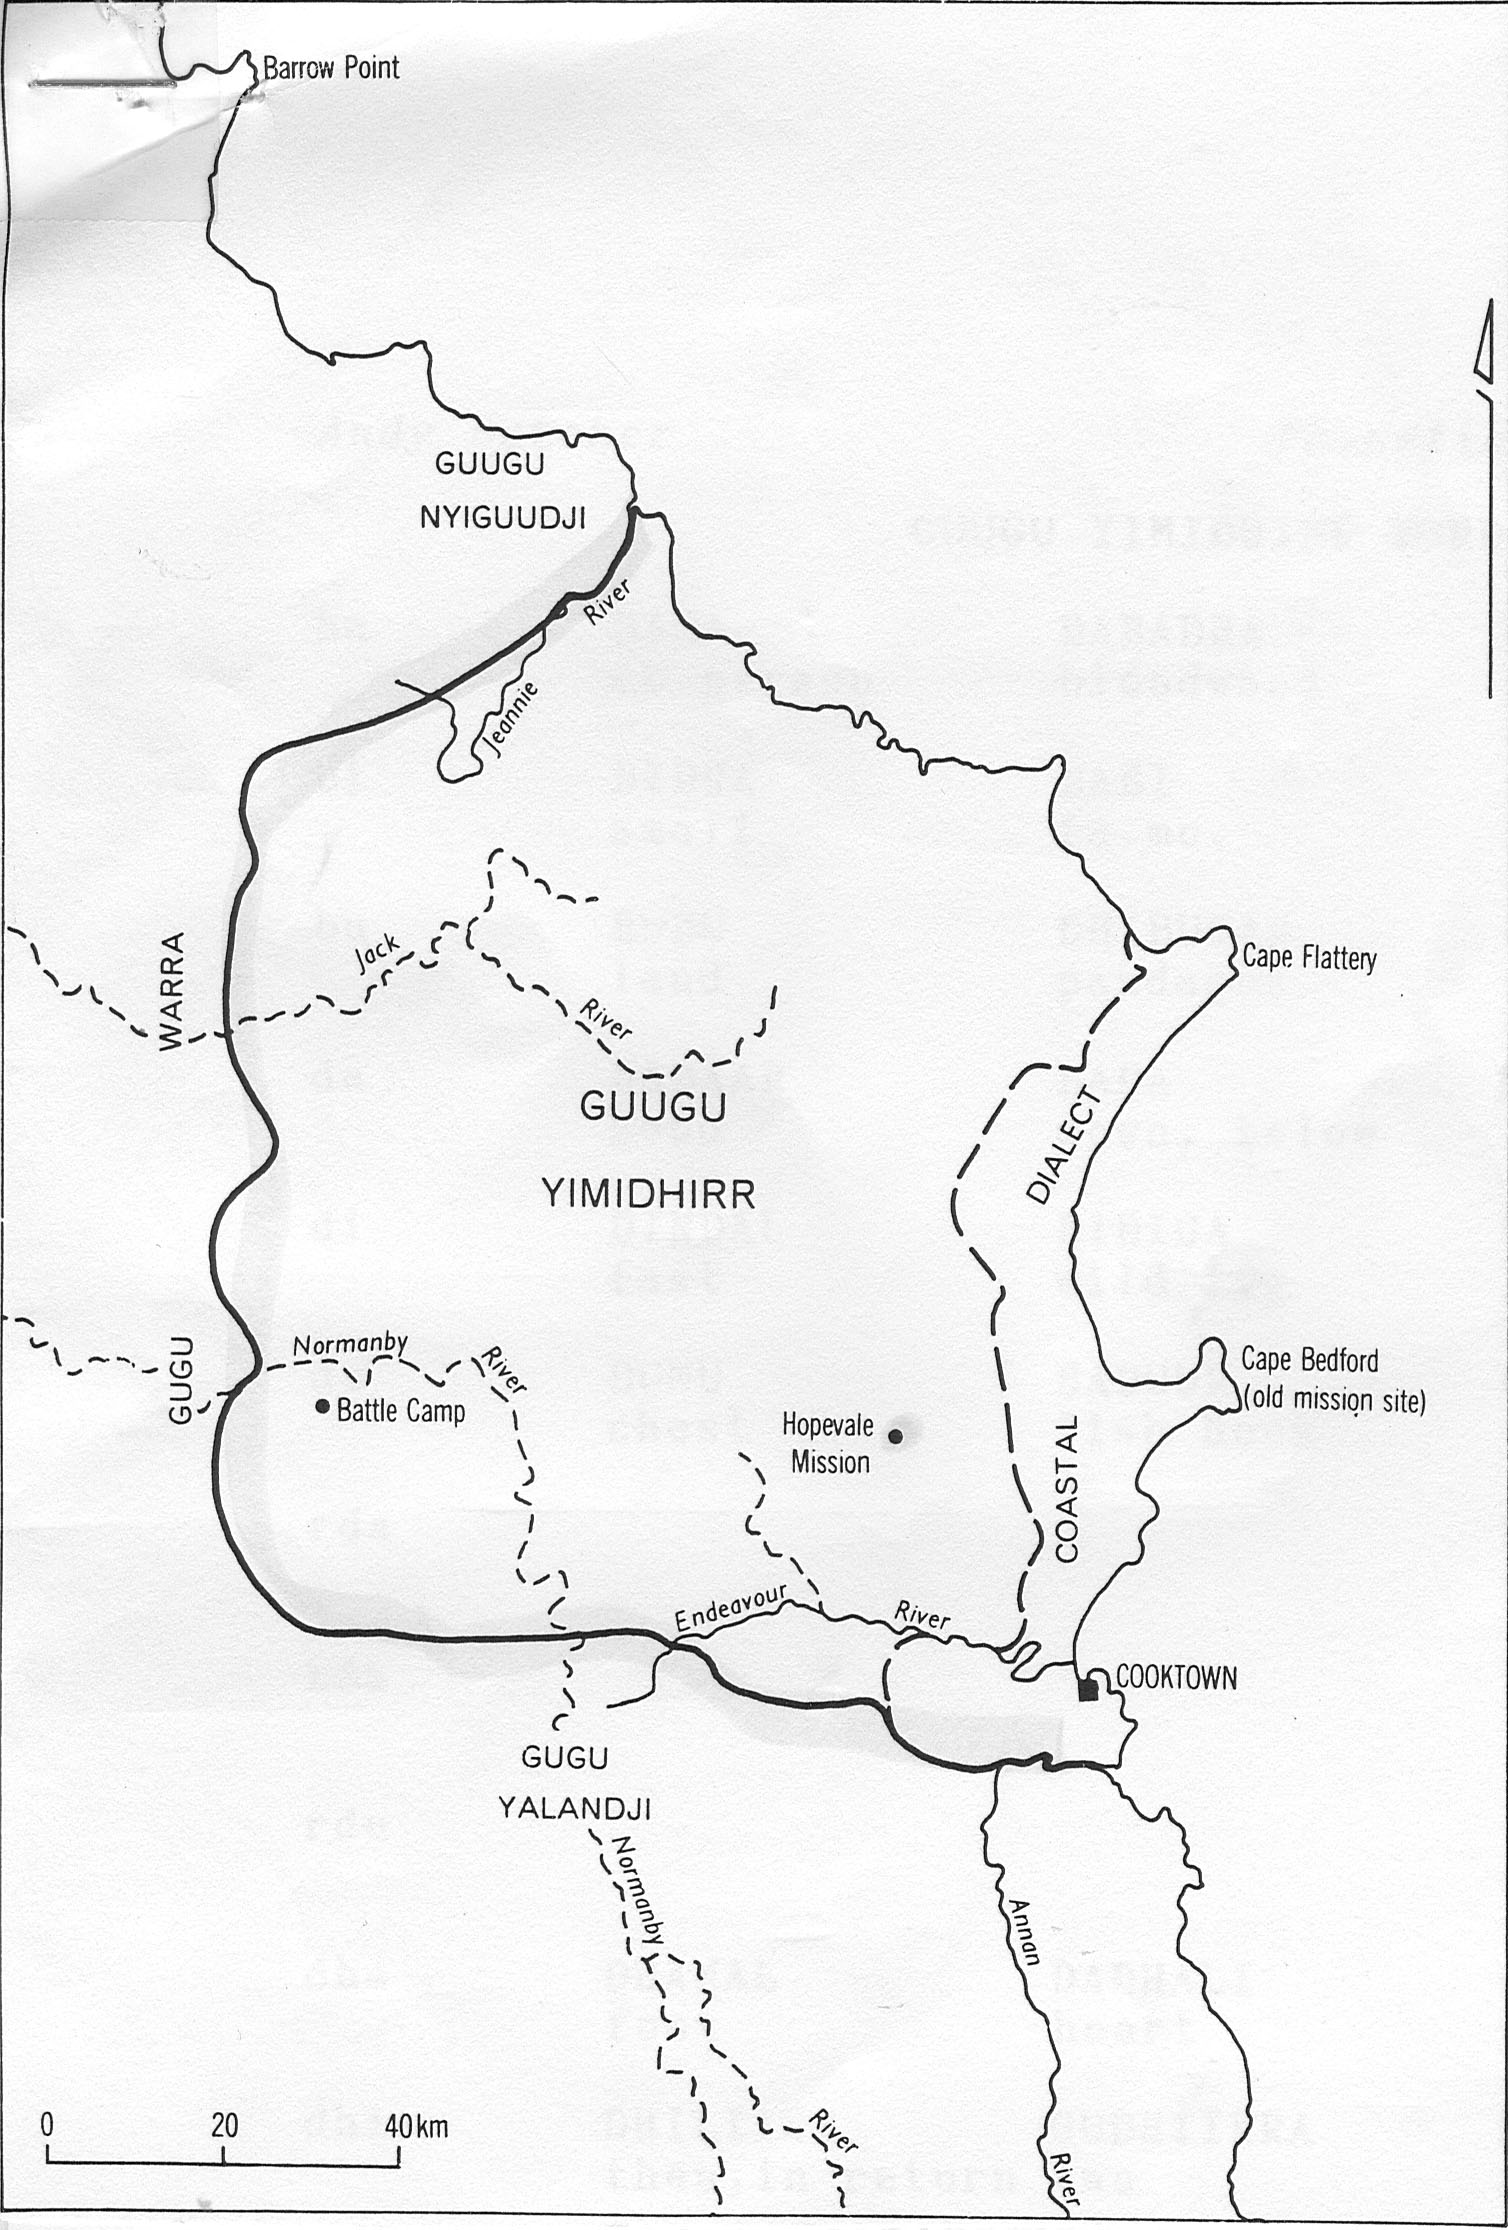 Barrow Point
GUUGU
NYIGUUDJI
River
Jeannie
WARRA
Jack
River
Cape Flattery
GUUGU
YIMIDHIRR
DIALECT
GUGU
Normanby
River
Battle Camp
Cape Bedford
(old mission site)
Hopevale
Mission
COASTAL
Endeavour
River
COOKTOWN
GUGU
YALANDJI
Normanby
Annan
0 20 40km
River
River